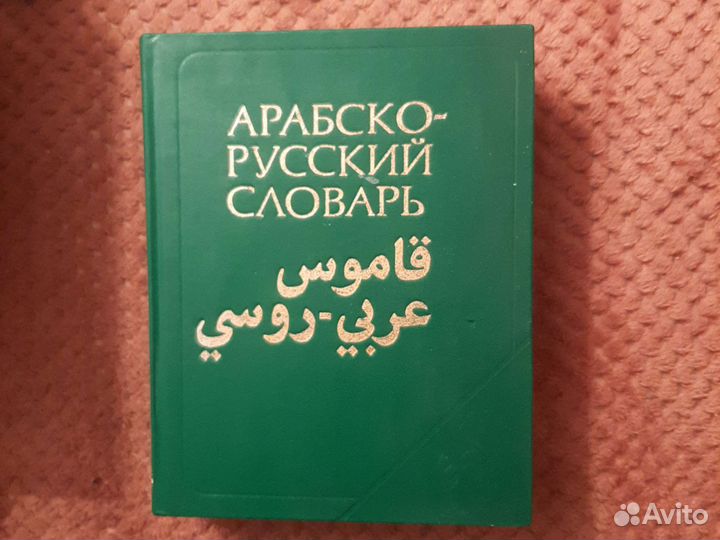 АРАБСКО-
РУССКИЙ
СЛОВАРЬ
قاموس
عربي-روسي
Avito